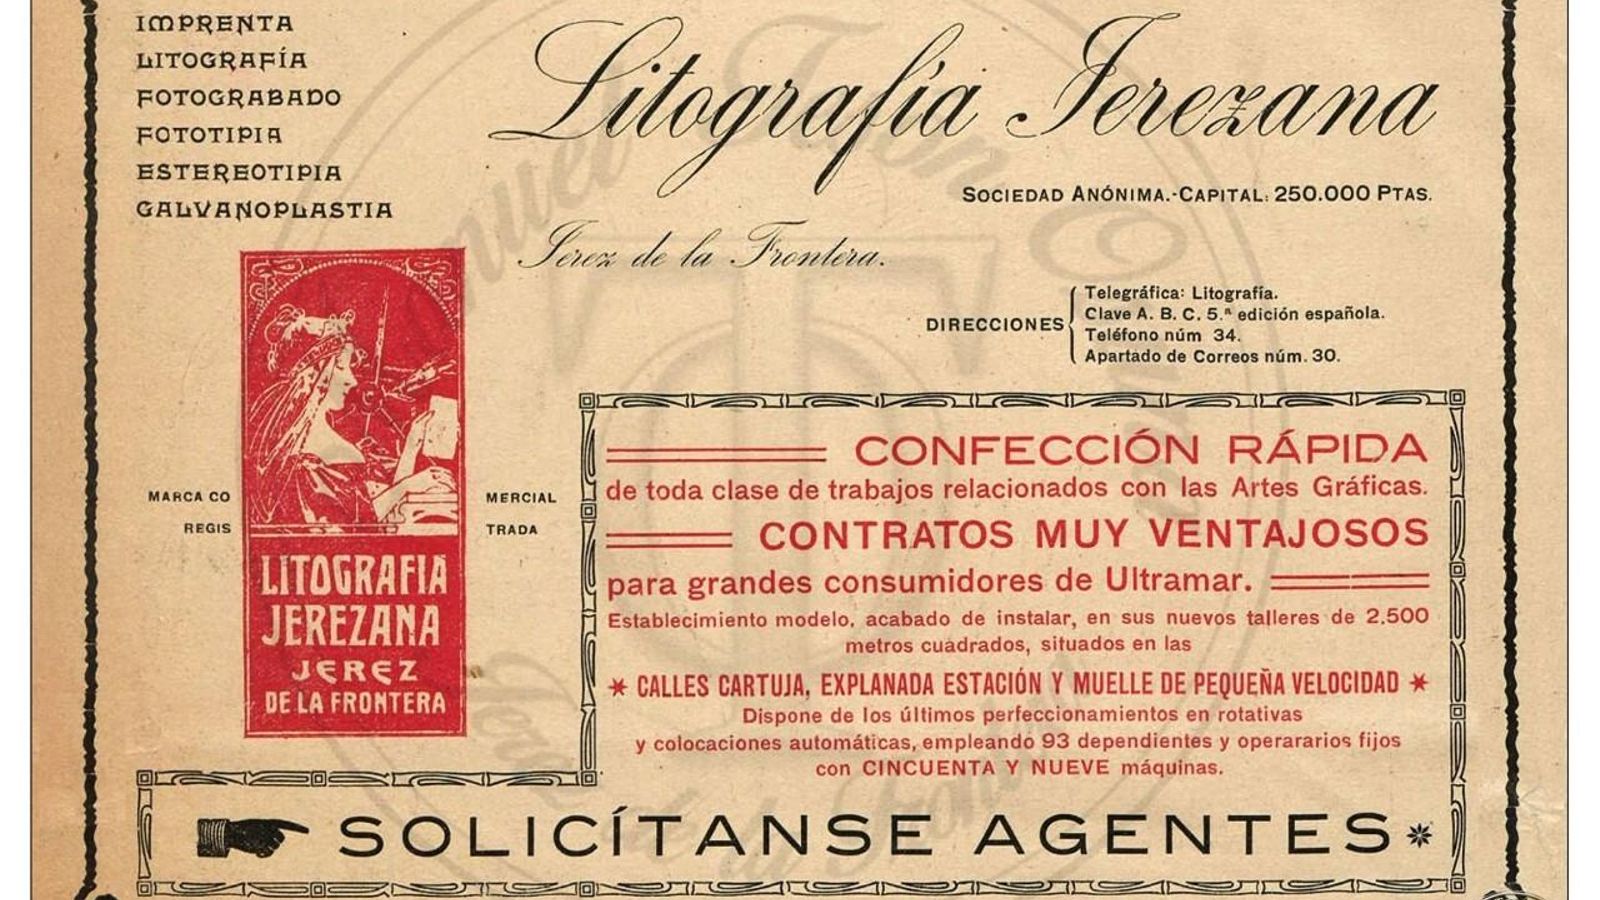 IMPRENTA
LITOGRAFÍA
FOTOGRABADO
FOTOTIPIA
ESTEREOTIPIA
GALVANOPLASTIA
Litografía Jerezana
SOCIEDAD ANÓNIMA.-CAPITAL: 250.000 PTAS.
Jerez de la Frontera.
DIRECCIONES
Telegráfica: Litografía.
Clave A. B. C. 5.ª edición española.
Teléfono núm 34.
Apartado de Correos núm. 30.
MARCA CO MERCIAL
REGIS TRADA
LITOGRAFIA
JEREZANA
JEREZ
DE LA FRONTERA
CONFECCIÓN RÁPIDA
de toda clase de trabajos relacionados con las Artes Gráficas.
CONTRATOS MUY VENTAJOSOS
para grandes consumidores de Ultramar.
Establecimiento modelo, acabado de instalar, en sus nuevos talleres de 2.500
metros cuadrados, situados en las
* CALLES CARTUJA, EXPLANADA ESTACIÓN Y MUELLE DE PEQUEÑA VELOCIDAD *
Dispone de los últimos perfeccionamientos en rotativas
y colocaciones automáticas, empleando 93 dependientes y operararios fijos
con CINCUENTA Y NUEVE máquinas.
SOLICÍTANSE AGENTES*
Jerez de la Frontera